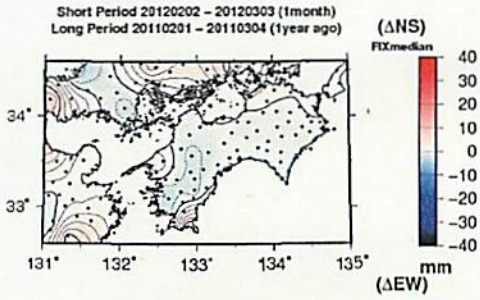 Short Period 20120202 – 20120303 (1month)
Long Period 20110201 – 20110304 (1year ago)
(ΔNS)
FIXmedian
40
30
20
10
0
−10
−20
−30
−40
mm
(ΔEW)
34°
33°
131° 132° 133° 134° 135°